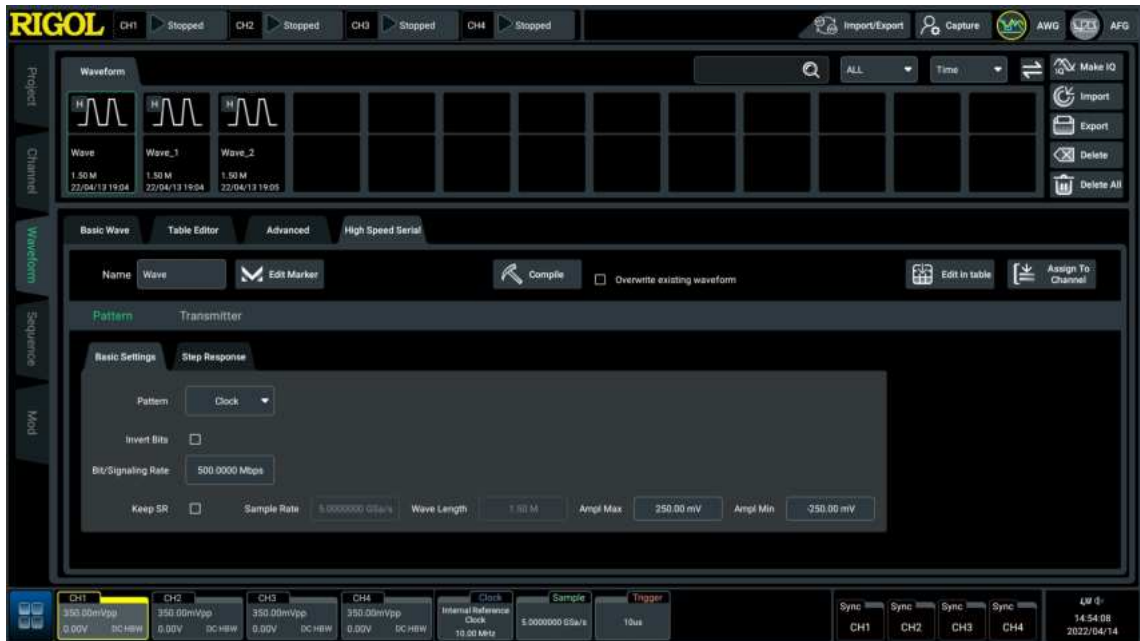 RIGOL CH1 Stopped CH2 Stopped CH3 Stopped CH4 Stopped Import/Export Capture AWG AFG
Project
Channel
Waveform
Sequence
Mod
Waveform ALL Time Make IQ
Import
Export
Delete
Delete All
H H H
Wave Wave_1 Wave_2
1.50 M 1.50 M 1.50 M
22/04/13 19:04 22/04/13 19:04 22/04/13 19:05
Basic Wave Table Editor Advanced High Speed Serial
Name Wave Edit Marker Compile Overwrite existing waveform Edit in table Assign To
Channel
Pattern Transmitter
Basic Settings Step Response
Pattern Clock
Invert Bits
Bit/Signaling Rate 500.0000 Mbps
Keep SR Sample Rate 5.0000000 GSa/s Wave Length 1.50 M Ampl Max 250.00 mV Ampl Min -250.00 mV
CH1 CH2 CH3 CH4 Clock Sample Trigger
350.00mVpp 350.00mVpp 350.00mVpp 350.00mVpp Internal Reference
Clock
10.00 MHz
5.0000000 GSa/s 10us
0.00V DC HBW 0.00V DC HBW 0.00V DC HBW 0.00V DC HBW
Sync Sync Sync Sync
CH1 CH2 CH3 CH4
14:54:08
2022/04/14